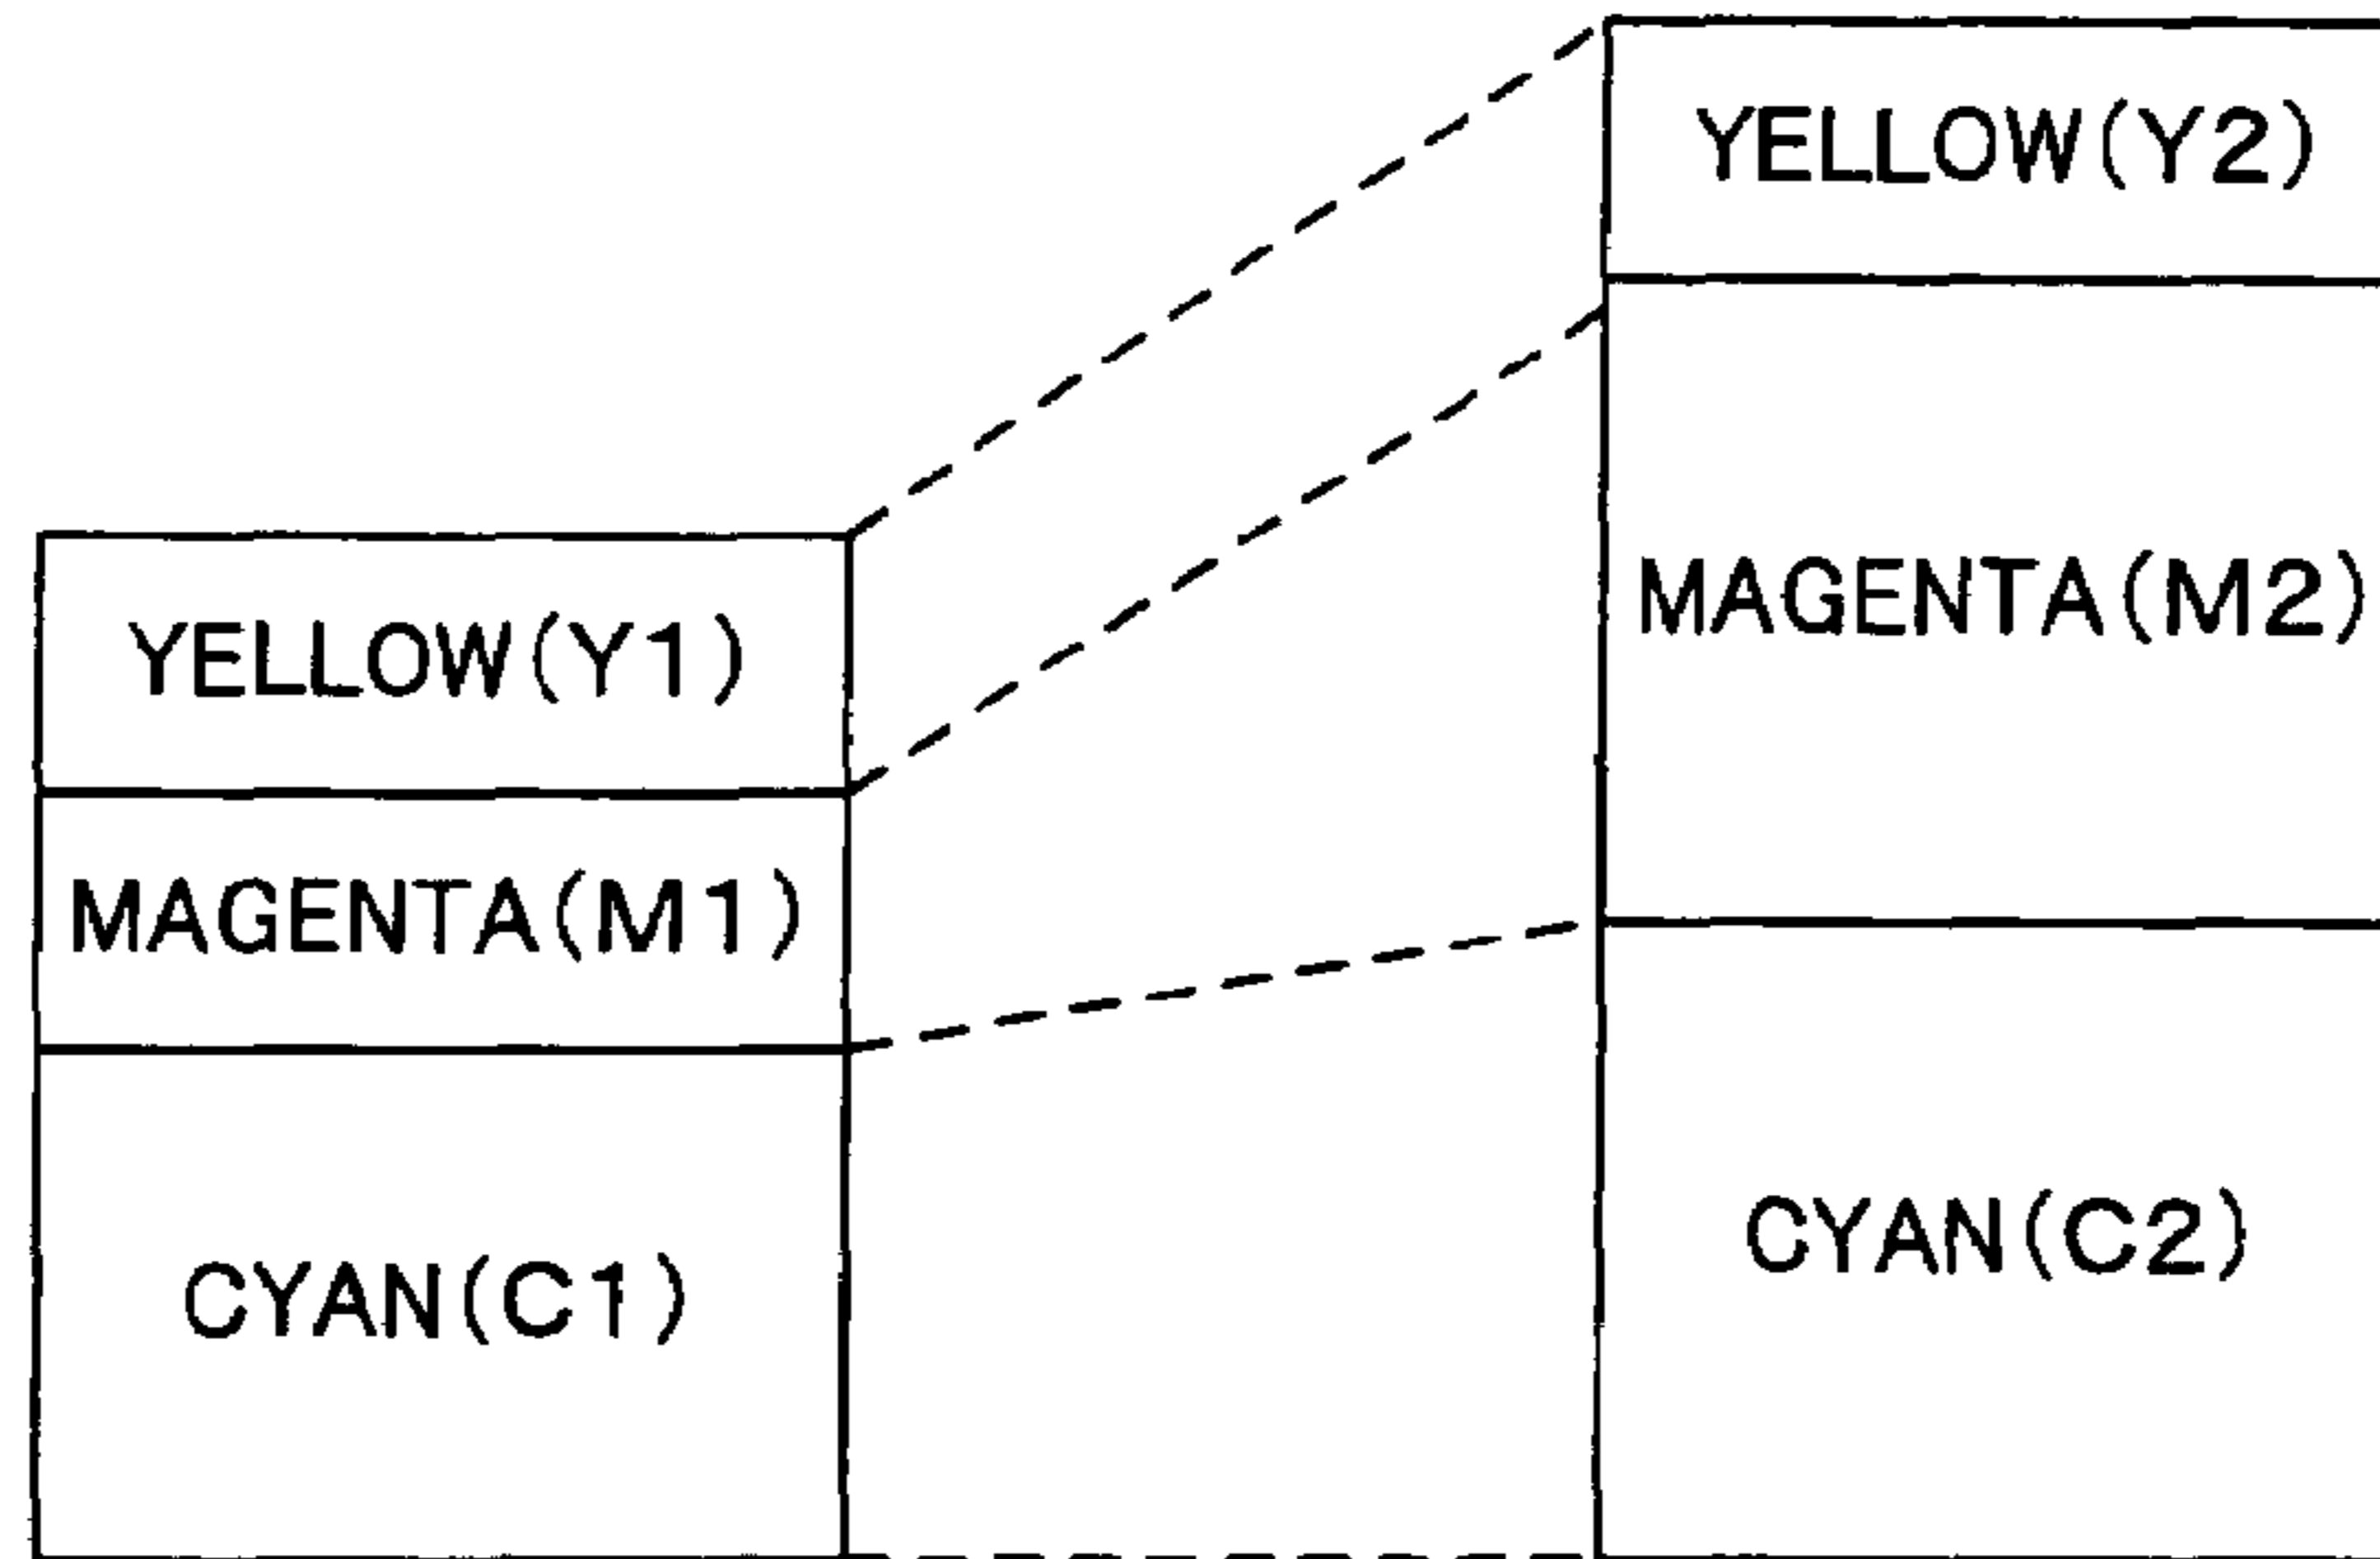 YELLOW(Y1)
MAGENTA(M1)
CYAN(C1)
YELLOW(Y2)
MAGENTA(M2)
CYAN(C2)